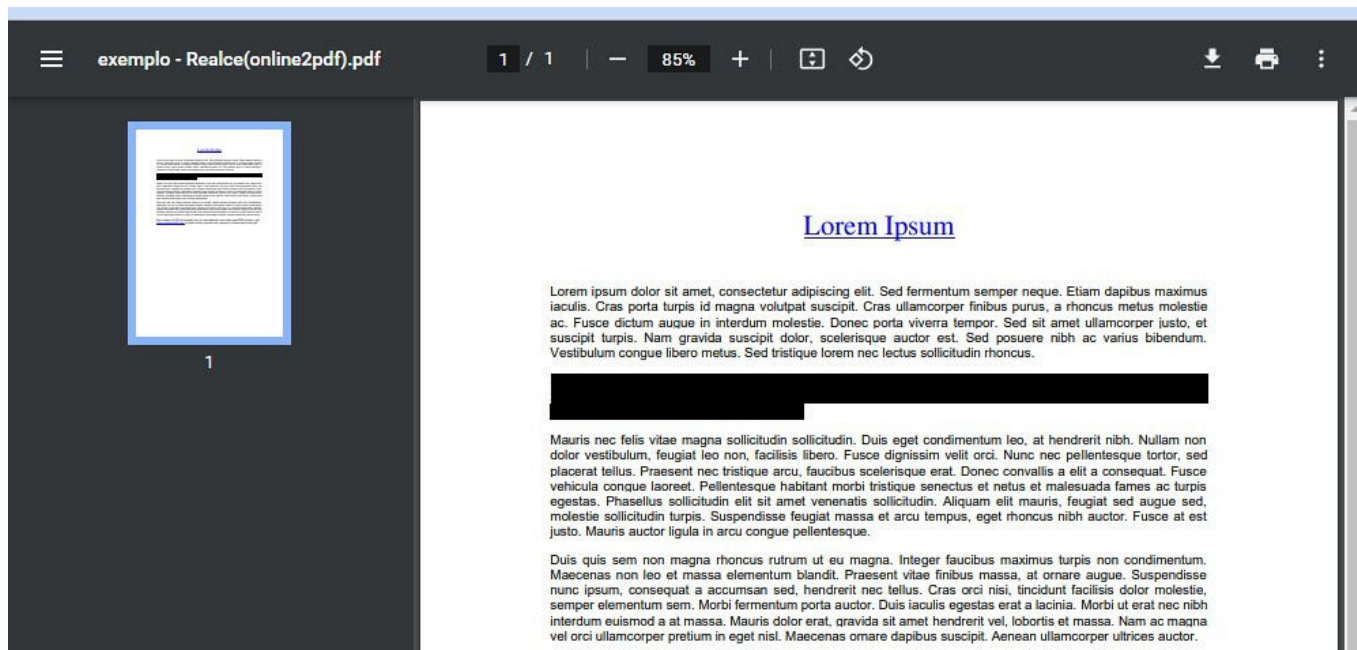 exemplo - Realce(online2pdf).pdf
1 / 1
85%
1
Lorem Ipsum
Lorem ipsum dolor sit amet, consectetur adipiscing elit. Sed fermentum semper neque. Etiam dapibus maximus
iaculis. Cras porta turpis id magna volutpat suscipit. Cras ullamcorper finibus purus, a rhoncus metus molestie
ac. Fusce dictum augue in interdum molestie. Donec porta viverra tempor. Sed sit amet ullamcorper justo, et
suscipit turpis. Nam gravida suscipit dolor, scelerisque auctor est. Sed posuere nibh ac varius bibendum.
Vestibulum congue libero metus. Sed tristique lorem nec lectus sollicitudin rhoncus.
Mauris nec felis vitae magna sollicitudin sollicitudin. Duis eget condimentum leo, at hendrerit nibh. Nullam non
dolor vestibulum, feugiat leo non, facilisis libero. Fusce dignissim velit orci. Nunc nec pellentesque tortor, sed
placerat tellus. Praesent nec tristique arcu, faucibus scelerisque erat. Donec convallis a elit a consequat. Fusce
vehicula congue laoreet. Pellentesque habitant morbi tristique senectus et netus et malesuada fames ac turpis
egestas. Phasellus sollicitudin elit sit amet venenatis sollicitudin. Aliquam elit mauris, feugiat sed augue sed,
molestie sollicitudin turpis. Suspendisse feugiat massa et arcu tempus, eget rhoncus nibh auctor. Fusce at est
justo. Mauris auctor ligula in arcu congue pellentesque.
Duis quis sem non magna rhoncus rutrum ut eu magna. Integer faucibus maximus turpis non condimentum.
Maecenas non leo et massa elementum blandit. Praesent vitae finibus massa, at ornare augue. Suspendisse
nunc ipsum, consequat a accumsan sed, hendrerit nec tellus. Cras orci nisi, tincidunt facilisis dolor molestie,
semper elementum sem. Morbi fermentum porta auctor. Duis iaculis egestas erat a lacinia. Morbi ut erat nec nibh
interdum euismod a at massa. Mauris dolor erat, gravida sit amet hendrerit vel, lobortis et massa. Nam ac magna
vel orci ullamcorper pretium in eget nisl. Maecenas ornare dapibus suscipit. Aenean ullamcorper ultrices auctor.